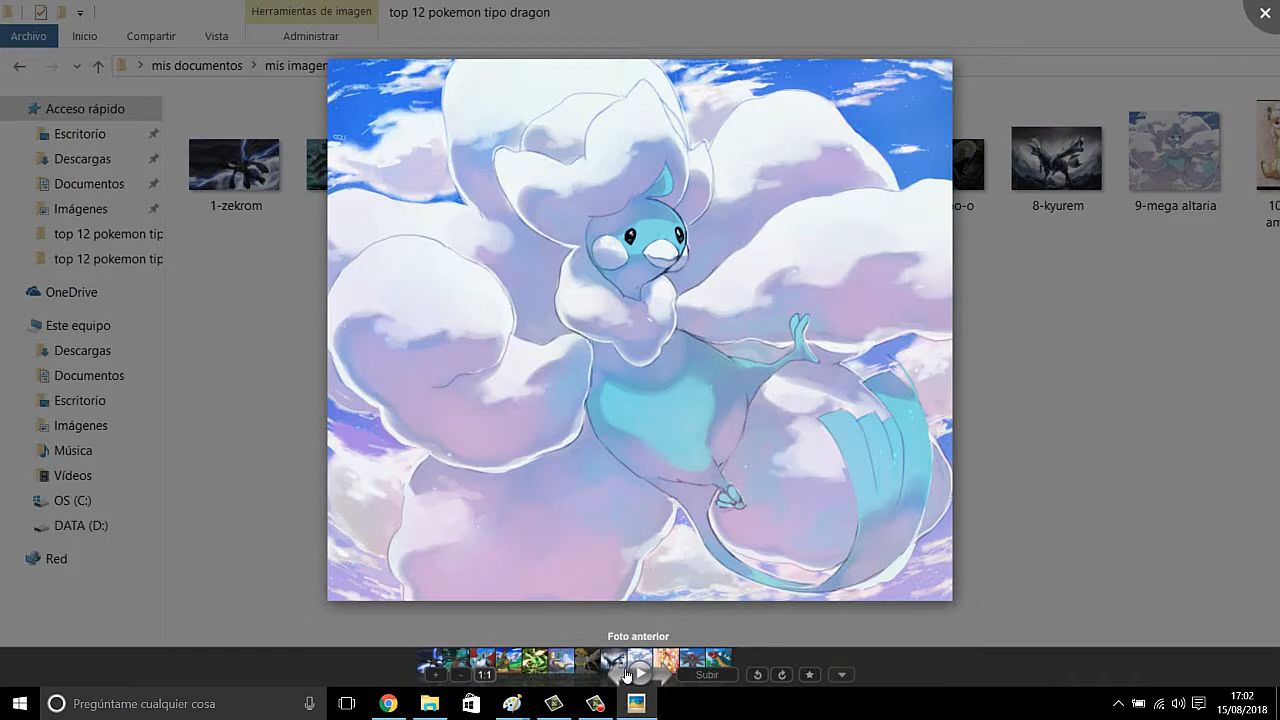 Herramientas de imagen
top 12 pokemon tipo dragon
Archivo
Inicio
Compartir
Vista
Administrar
mis documentos
mis imagen
Acceso rápido
Escritorio
Descargas
Documentos
Imágenes
top 12 pokemon tip
top 12 pokemon tip
OneDrive
Este equipo
Descargas
Documentos
Escritorio
Imágenes
Música
Vídeos
OS (C:)
DATA (D:)
Red
1-zekrom
o-o
8-kyurem
9-mega altaria
10
an
Foto anterior
1:1
Subir
Pregúntame cualquier cosa
17:02
15/08/2018